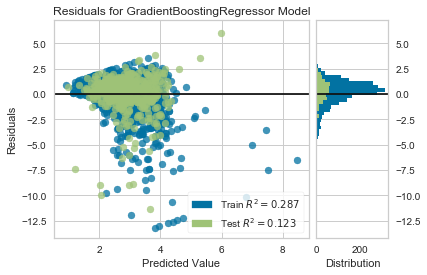 Residuals for GradientBoostingRegressor Model
Residuals
5.0
2.5
0.0
−2.5
−5.0
−7.5
−10.0
−12.5
Train R² = 0.287
Test R² = 0.123
2 4 6 8
Predicted Value
5.0
2.5
0.0
−2.5
−5.0
−7.5
−10.0
−12.5
0 200
Distribution